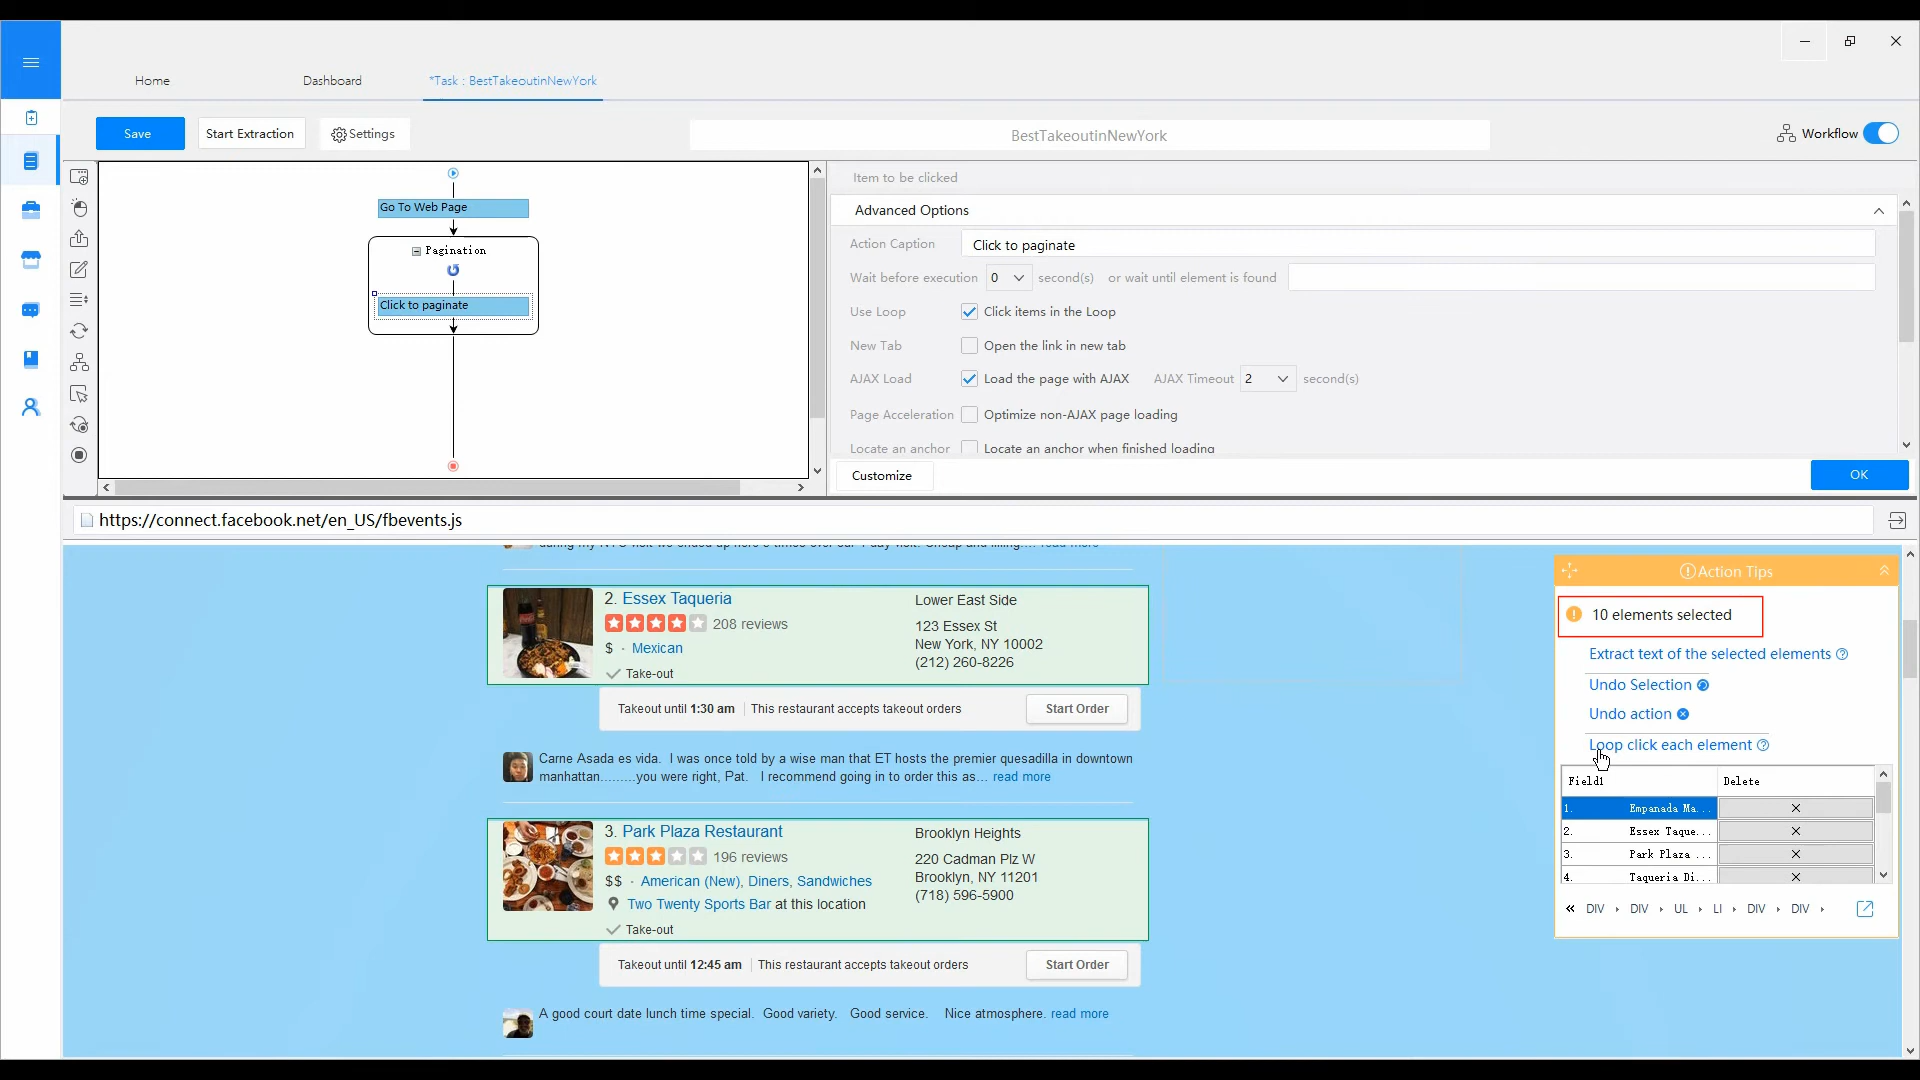 Home
Dashboard
*Task : BestTakeoutinNewYork
Save
Start Extraction
Settings
BestTakeoutinNewYork
Workflow
Go To Web Page
Pagination
Click to paginate
Item to be clicked
Advanced Options
Action Caption
Click to paginate
Wait before execution 0 second(s) or wait until element is found
Use Loop Click items in the Loop
New Tab Open the link in new tab
AJAX Load Load the page with AJAX AJAX Timeout 2 second(s)
Page Acceleration Optimize non-AJAX page loading
Locate an anchor Locate an anchor when finished loading
Customize
OK
https://connect.facebook.net/en_US/fbevents.js
2. Essex Taqueria
208 reviews
$ · Mexican
Take-out
Lower East Side
123 Essex St
New York, NY 10002
(212) 260-8226
Takeout until 1:30 am This restaurant accepts takeout orders
Start Order
Carne Asada es vida. I was once told by a wise man that ET hosts the premier quesadilla in downtown
manhattan.........you were right, Pat. I recommend going in to order this as… read more
3. Park Plaza Restaurant
196 reviews
$$ · American (New), Diners, Sandwiches
Two Twenty Sports Bar at this location
Take-out
Brooklyn Heights
220 Cadman Plz W
Brooklyn, NY 11201
(718) 596-5900
Takeout until 12:45 am This restaurant accepts takeout orders
Start Order
A good court date lunch time special. Good variety. Good service. Nice atmosphere. read more
Action Tips
10 elements selected
Extract text of the selected elements
Undo Selection
Undo action
Loop click each element
Field1 Delete
1. Empanada Ma...
2. Essex Taque...
3. Park Plaza ...
4. Taqueria Di...
« DIV DIV UL LI DIV DIV